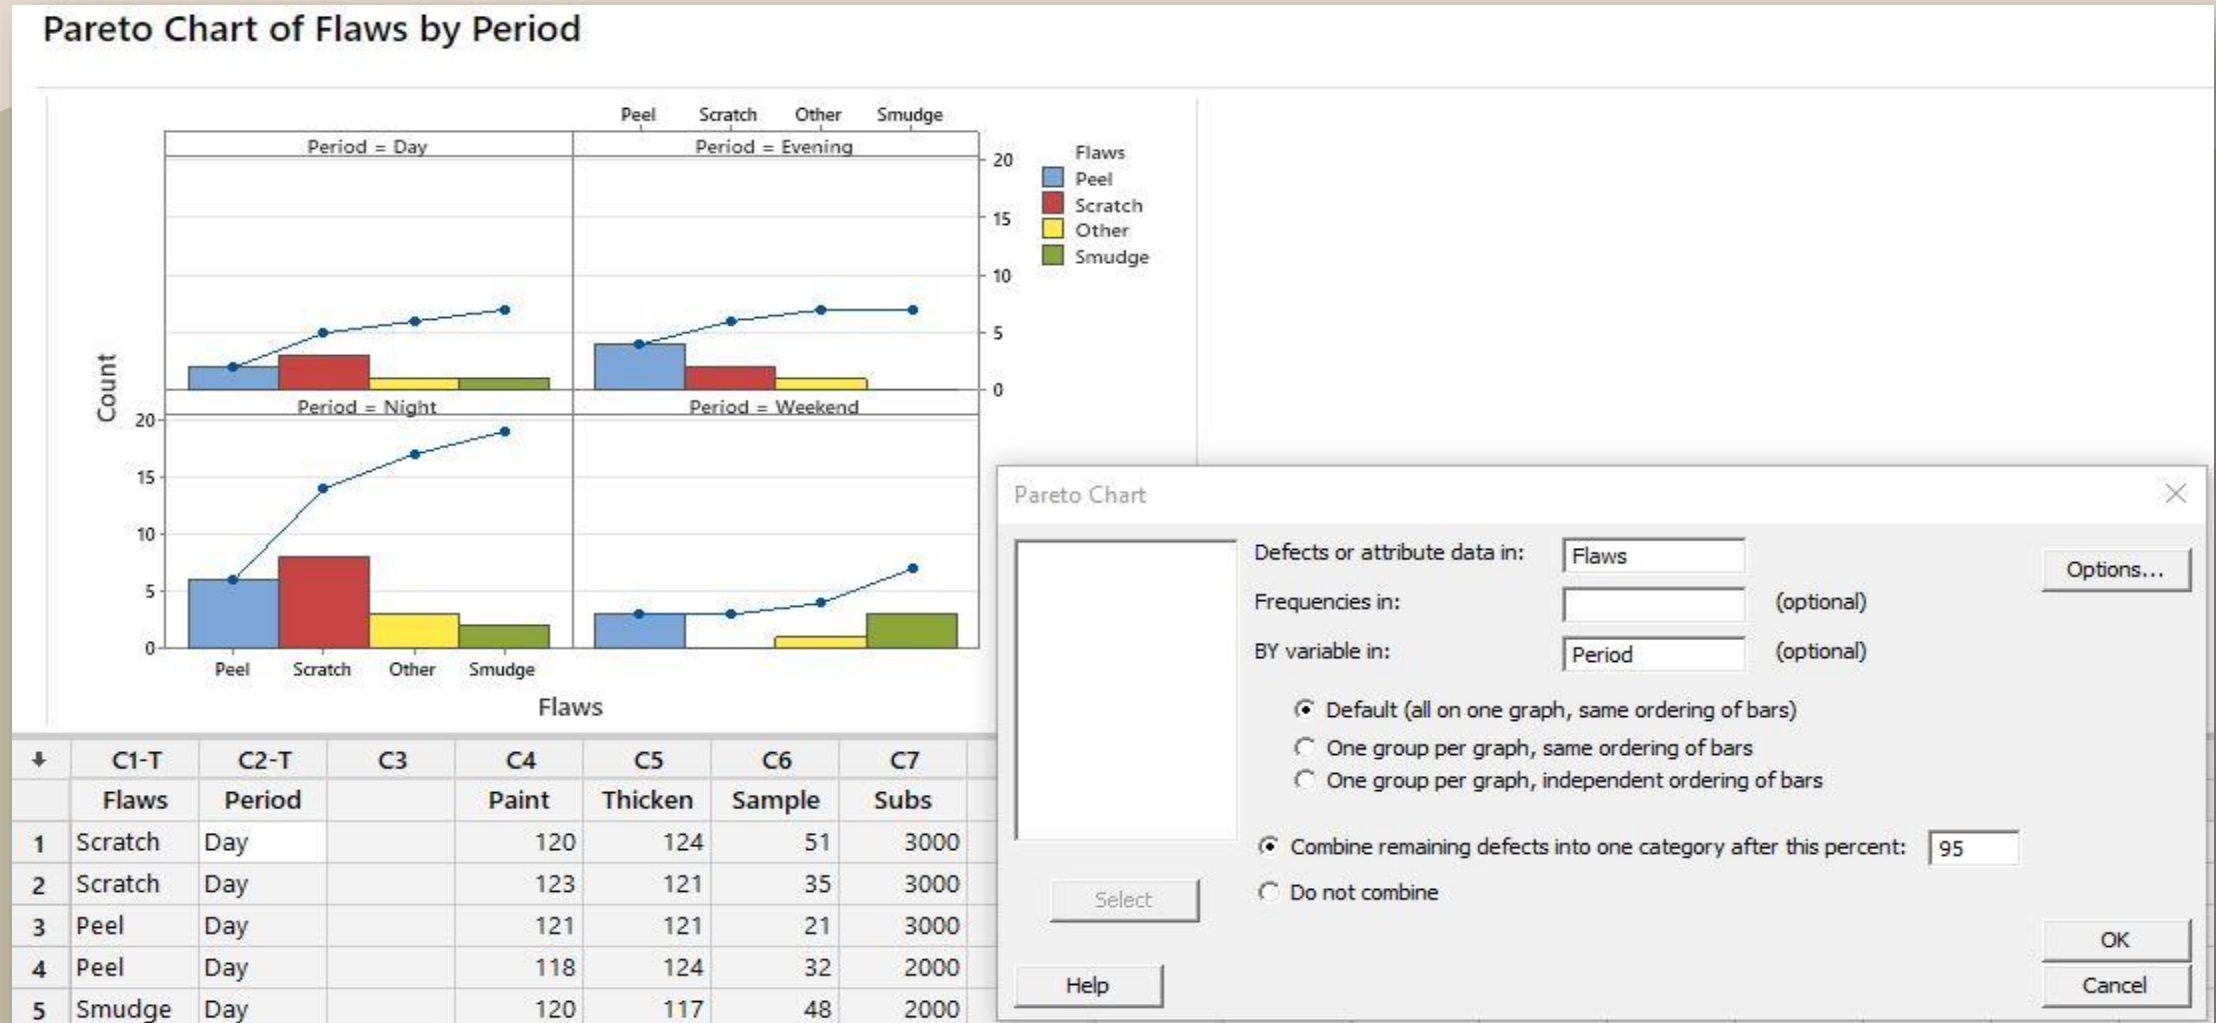 Pareto Chart of Flaws by Period
Peel Scratch Other Smudge
Period = Day Period = Evening
20
15
10
5
0
Flaws
Peel
Scratch
Other
Smudge
Count
Period = Night Period = Weekend
20
15
10
5
0
Peel Scratch Other Smudge
Flaws
C1-T C2-T C3 C4 C5 C6 C7
Flaws Period Paint Thicken Sample Subs
1 Scratch Day 120 124 51 3000
2 Scratch Day 123 121 35 3000
3 Peel Day 121 121 21 3000
4 Peel Day 118 124 32 2000
5 Smudge Day 120 117 48 2000
Pareto Chart
Defects or attribute data in: Flaws
Options...
Frequencies in: (optional)
BY variable in: Period (optional)
Default (all on one graph, same ordering of bars)
One group per graph, same ordering of bars
One group per graph, independent ordering of bars
Combine remaining defects into one category after this percent: 95
Do not combine
Select
OK
Help
Cancel